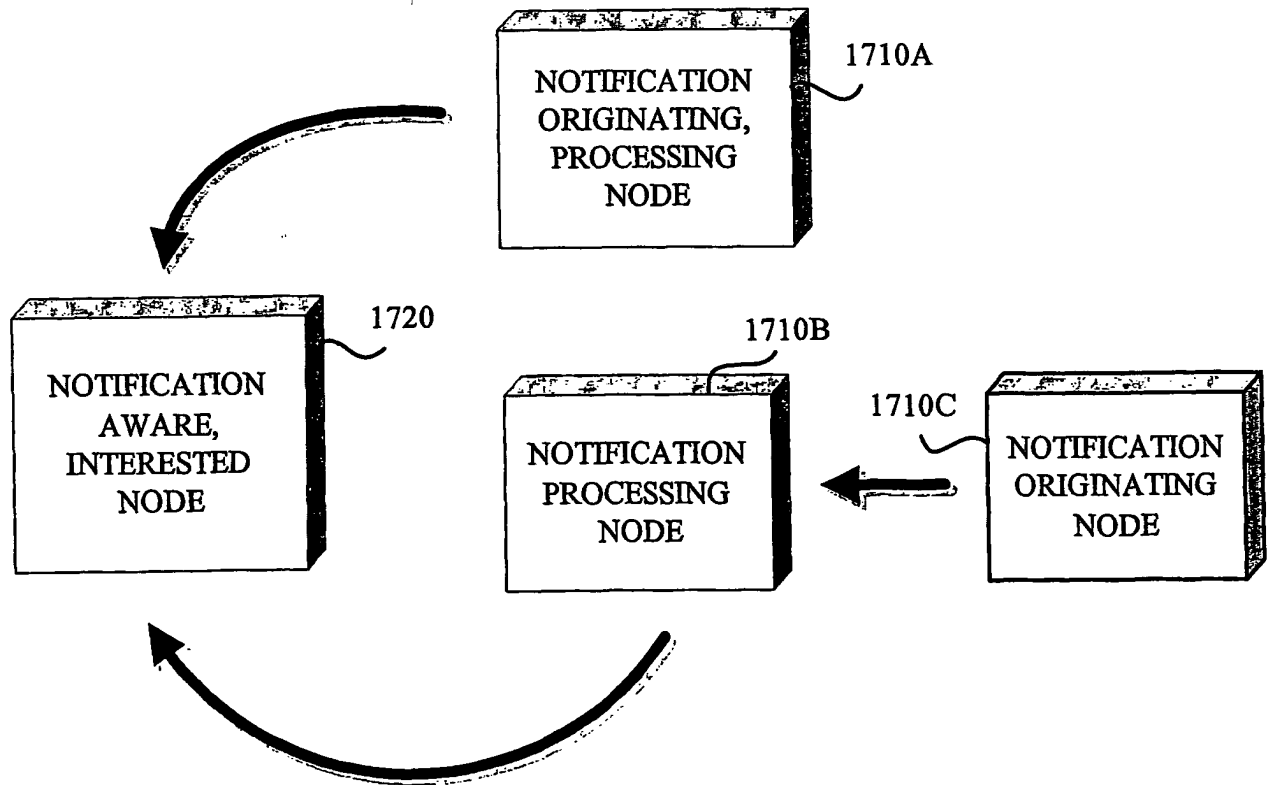 NOTIFICATION
ORIGINATING,
PROCESSING
NODE
1710A
NOTIFICATION
AWARE,
INTERESTED
NODE
1720
NOTIFICATION
PROCESSING
NODE
1710B
NOTIFICATION
ORIGINATING
NODE
1710C